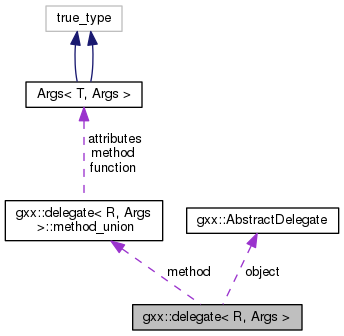 true_type
Args< T, Args >
attributes
method
function
gxx::delegate< R, Args
>::method_union
gxx::AbstractDelegate
method
object
gxx::delegate< R, Args >